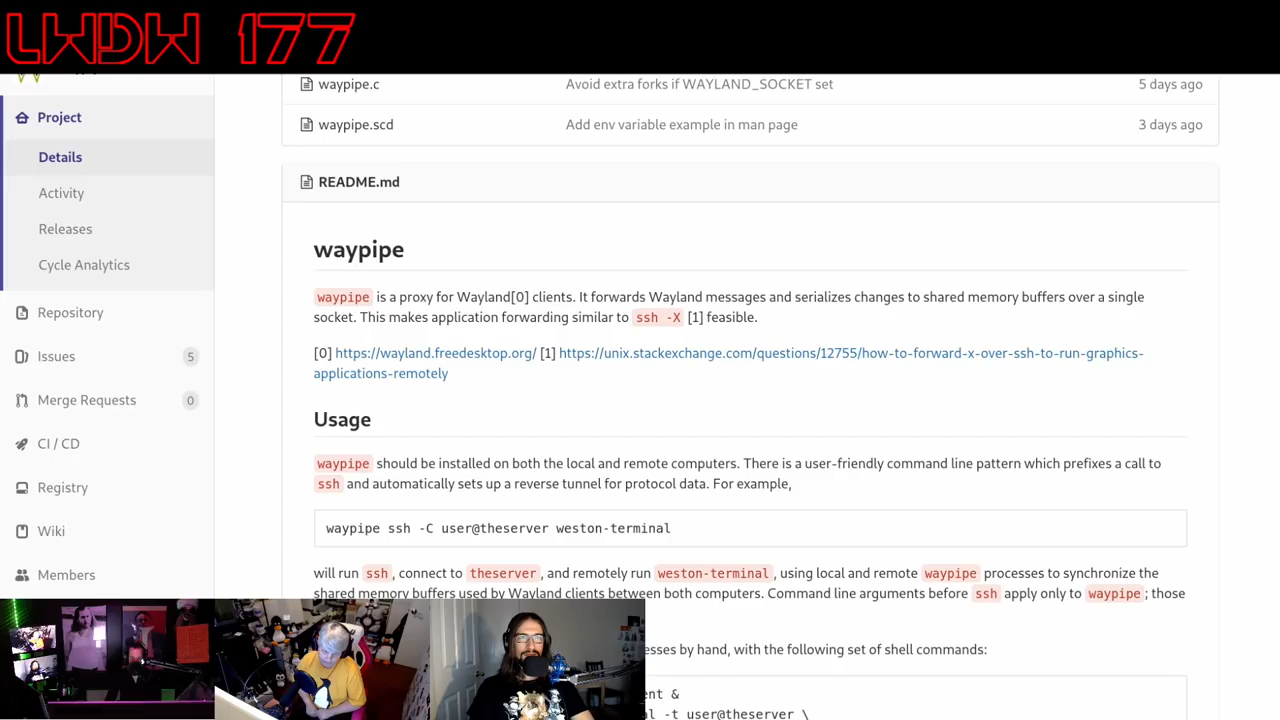 LWDW 177
waypipe.c Avoid extra forks if WAYLAND_SOCKET set 5 days ago
Project
waypipe.scd Add env variable example in man page 3 days ago
Details
README.md
Activity
Releases
waypipe
Cycle Analytics
waypipe is a proxy for Wayland[0] clients. It forwards Wayland messages and serializes changes to shared memory buffers over a single
Repository
socket. This makes application forwarding similar to ssh -X [1] feasible.
Issues 5
[0] https://wayland.freedesktop.org/ [1] https://unix.stackexchange.com/questions/12755/how-to-forward-x-over-ssh-to-run-graphics-
applications-remotely
Merge Requests 0
Usage
CI / CD
waypipe should be installed on both the local and remote computers. There is a user-friendly command line pattern which prefixes a call to
Registry
ssh and automatically sets up a reverse tunnel for protocol data. For example,
Wiki
waypipe ssh -C user@theserver weston-terminal
Members
will run ssh, connect to theserver, and remotely run weston-terminal, using local and remote waypipe processes to synchronize the
shared memory buffers used by Wayland clients between both computers. Command line arguments before ssh apply only to waypipe; those
esses by hand, with the following set of shell commands:
ent &
al -t user@theserver \